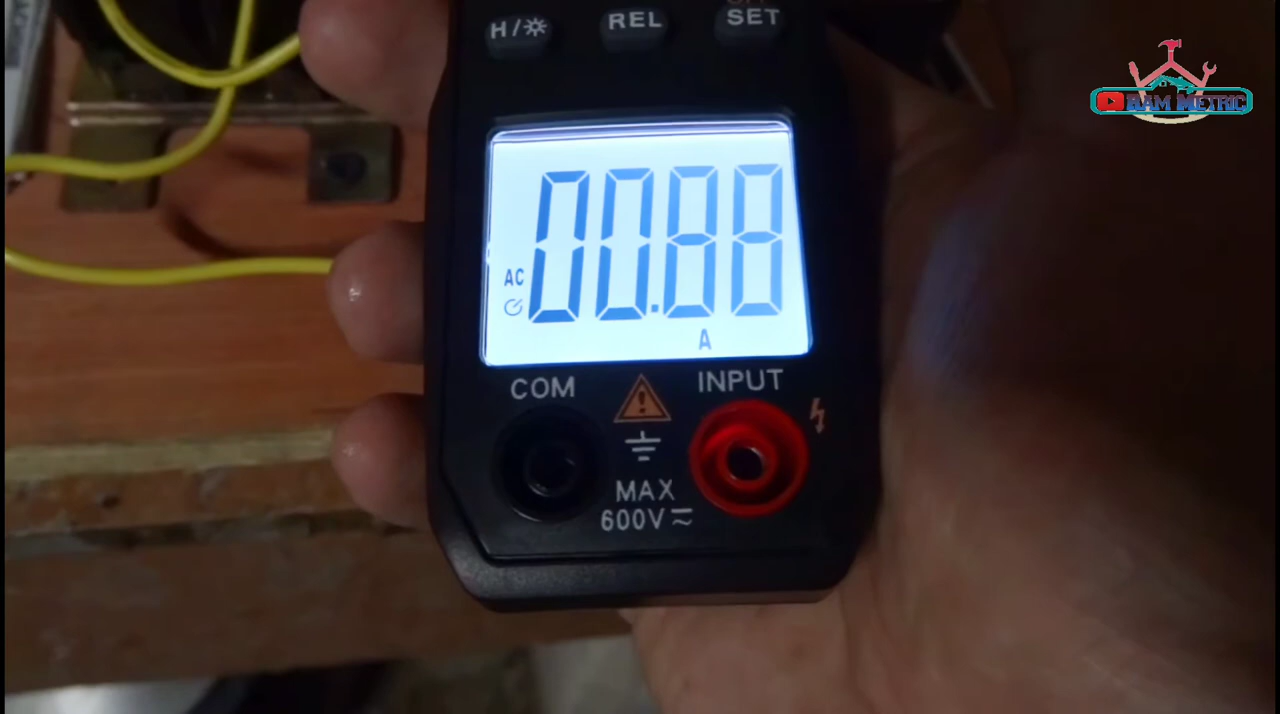 H/☼
REL
SET
RAM METRIC
00.88
AC
A
COM
INPUT
MAX
600V